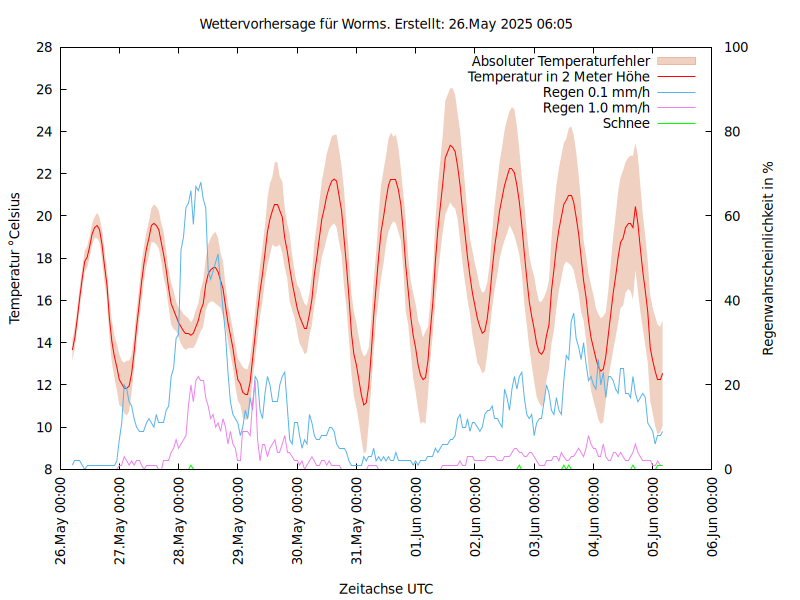 Wettervorhersage für Worms. Erstellt: 26.May 2025 06:05
Absoluter Temperaturfehler
Temperatur in 2 Meter Höhe
Regen 0.1 mm/h
Regen 1.0 mm/h
Schnee
Temperatur °Celsius
28
26
24
22
20
18
16
14
12
10
8
100
80
60
40
20
0
Regenwahrscheinlichkeit in %
26.May 00:00
27.May 00:00
28.May 00:00
29.May 00:00
30.May 00:00
31.May 00:00
01.Jun 00:00
02.Jun 00:00
03.Jun 00:00
04.Jun 00:00
05.Jun 00:00
06.Jun 00:00
Zeitachse UTC